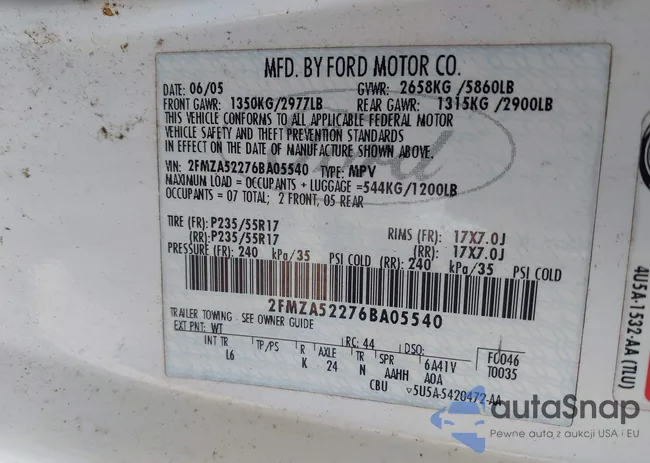 MFD. BY FORD MOTOR CO.
DATE: 06/05 GVWR: 2658KG /5860LB
FRONT GAWR: 1350KG/2977LB REAR GAWR: 1315KG /2900LB
THIS VEHICLE CONFORMS TO ALL APPLICABLE FEDERAL MOTOR
VEHICLE SAFETY AND THEFT PREVENTION STANDARDS
IN EFFECT ON THE DATE OF MANUFACTURE SHOWN ABOVE.
Ford
VIN: 2FMZA52276BA05540 TYPE: MPV
MAXIMUM LOAD = OCCUPANTS + LUGGAGE =544KG/1200LB
OCCUPANTS = 07 TOTAL; 2 FRONT, 05 REAR
TIRE (FR): P235/55R17 RIMS (FR): 17X7.0J
(RR): P235/55R17 (RR): 17X7.0J
PRESSURE (FR): 240 kPa/35 PSI COLD (RR): 240 kPa/35 PSI COLD
2FMZA52276BA05540
TRAILER TOWING - SEE OWNER GUIDE
EXT PNT: WT RC: 44 DSO: F0046
INT TR TP/PS R AXLE TR SPR 6A41V T0035
L6 K 24 N AAHH A0A
CBU 5U5A-5420472-AA
4U5A-1532-AA (TLU)
autoSnap
Pewne auta z aukcji USA i EU